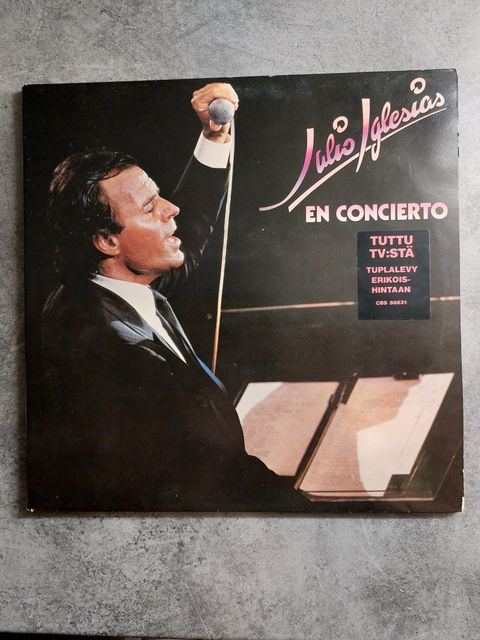 Julio Iglesias
EN CONCIERTO
TUTTU
TV:STÄ
TUPLALEVY
ERIKOIS-
HINTAAN
CBS 88631